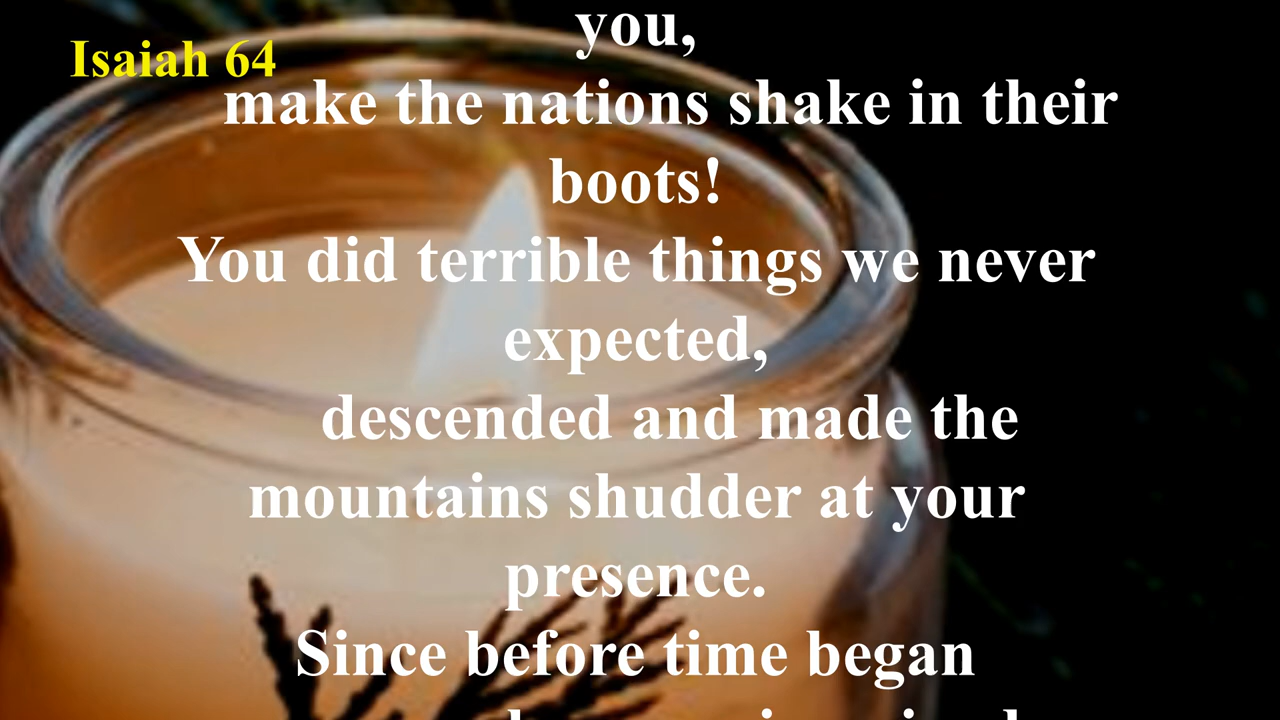 you,
Isaiah 64
make the nations shake in their
boots!
You did terrible things we never
expected,
descended and made the
mountains shudder at your
presence.
Since before time began